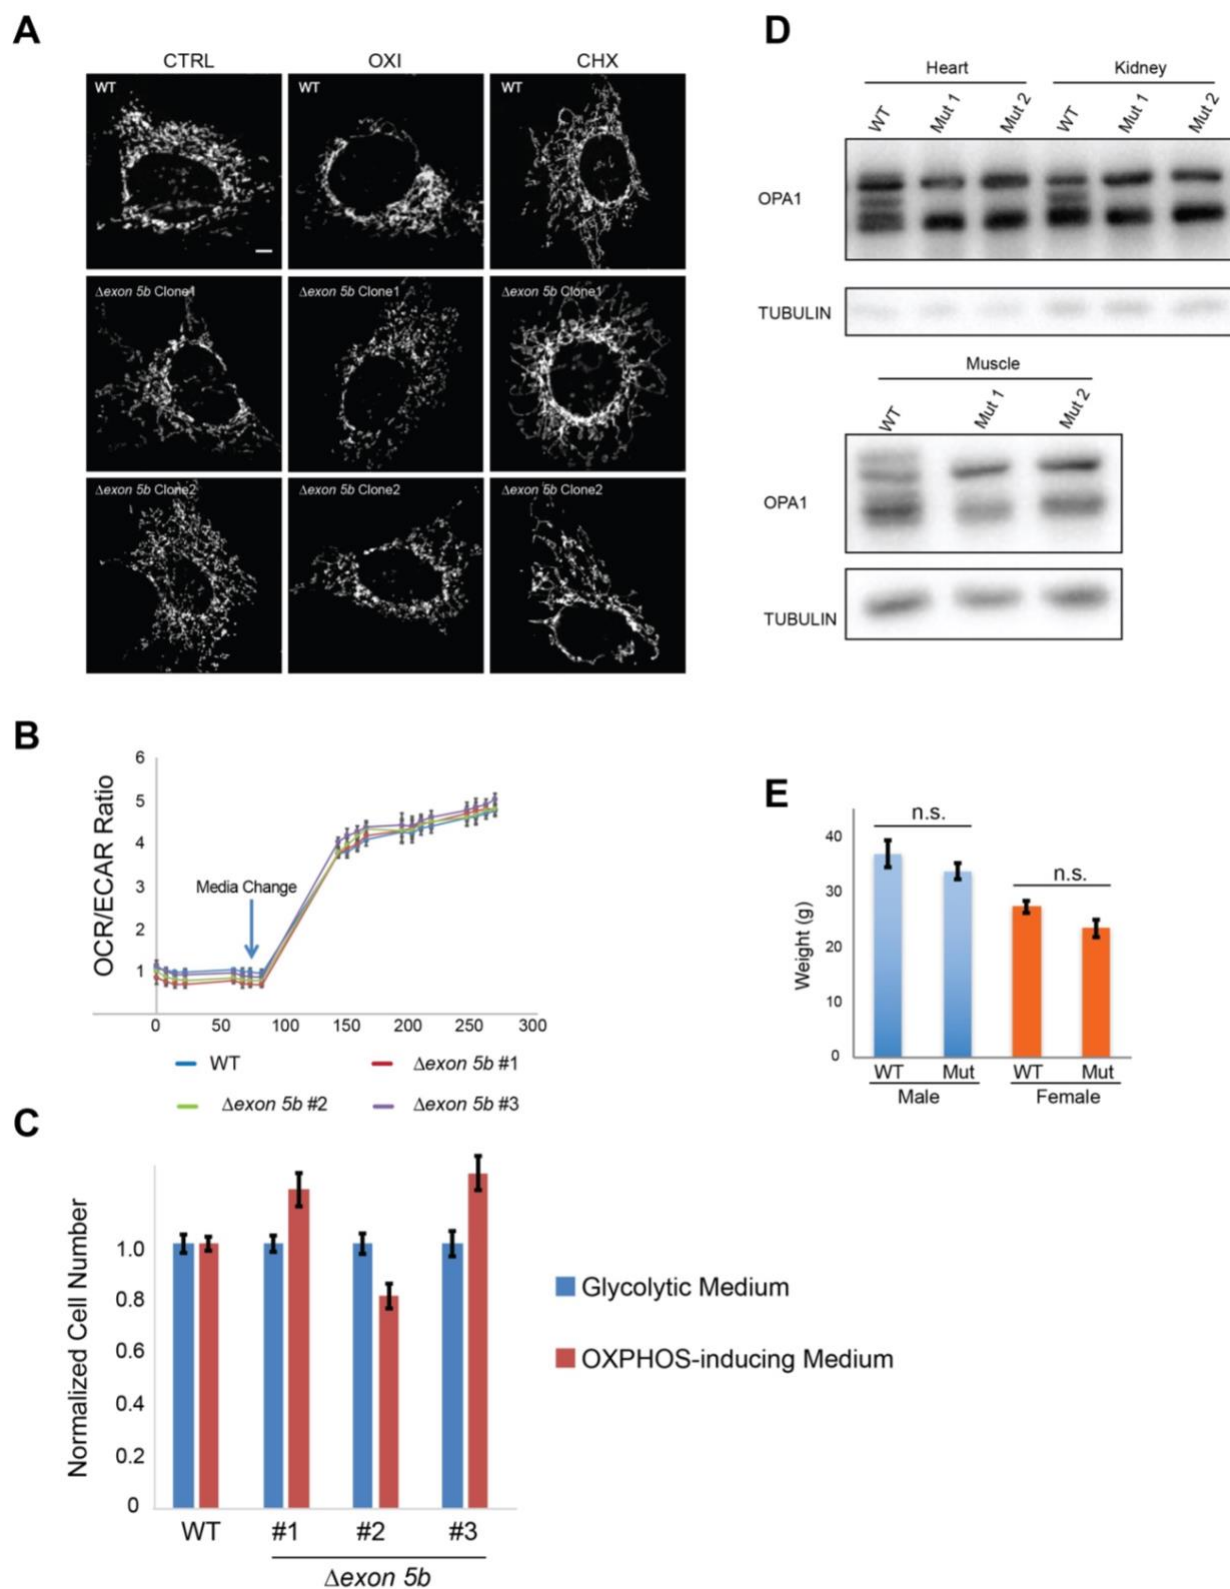 A
CTRL OXI CHX
WT WT WT
Δexon 5b Clone1 Δexon 5b Clone1 Δexon 5b Clone1
Δexon 5b Clone2 Δexon 5b Clone2 Δexon 5b Clone2
B
OCR/ECAR Ratio
6
5
4
3
2
1
Media Change
0 50 100 150 200 250 300
WT Δexon 5b #1
Δexon 5b #2 Δexon 5b #3
C
Normalized Cell Number
1.0
0.8
0.6
0.4
0.2
0
WT #1 #2 #3
Δexon 5b
Glycolytic Medium
OXPHOS-inducing Medium
D
Heart Kidney
WT Mut 1 Mut 2 WT Mut 1 Mut 2
OPA1
TUBULIN
Muscle
WT Mut 1 Mut 2
OPA1
TUBULIN
E
Weight (g)
40
30
20
10
0
n.s.
n.s.
WT Mut WT Mut
Male Female